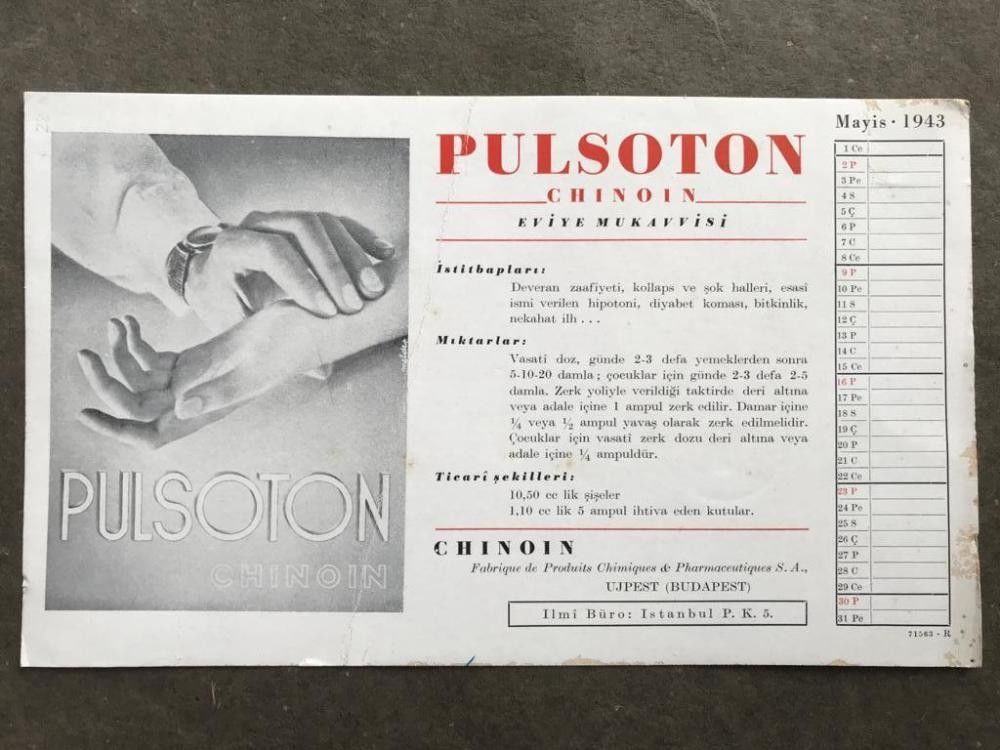 PULSOTON
CHINOIN
PULSOTON
CHINOIN
EVİYE MUKAVVİSİ
İstitbapları:
Deveran zaafiyeti, kollaps ve şok halleri, esasî
ismi verilen hipotoni, diyabet koması, bitkinlik,
nekahat ilh . . .
Mıktarlar:
Vasatî doz, günde 2-3 defa yemeklerden sonra
5-10-20 damla; çocuklar için günde 2-3 defa 2-5
damla. Zerk yoliyle verildiği taktirde deri altına
veya adale içine 1 ampul zerk edilir. Damar içine
¼ veya ½ ampul yavaş olarak zerk edilmelidir.
Çocuklar için vasatî zerk dozu deri altına veya
adale içine ¼ ampuldür.
Ticarî şekilleri:
10,50 cc lik şişeler
1,10 cc lik 5 ampul ihtiva eden kutular.
CHINOIN
Fabrique de Produits Chimiques & Pharmaceutiques S. A.,
UJPEST (BUDAPEST)
Ilmî Büro: Istanbul P. K. 5.
Mayis · 1943
1 Ce
2 P
3 Pe
4 S
5 Ç
6 P
7 C
8 Ce
9 P
10 Pe
11 S
12 Ç
13 P
14 C
15 Ce
16 P
17 Pe
18 S
19 Ç
20 P
21 C
22 Ce
23 P
24 Pe
25 S
26 Ç
27 P
28 C
29 Ce
30 P
31 Pe
71563 - R